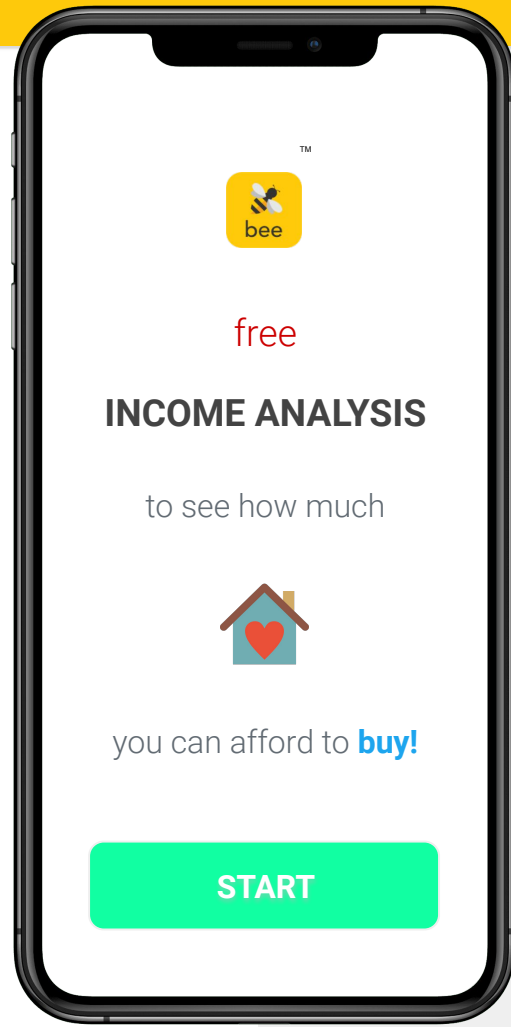 TM
bee
free
INCOME ANALYSIS
to see how much
you can afford to buy!
START